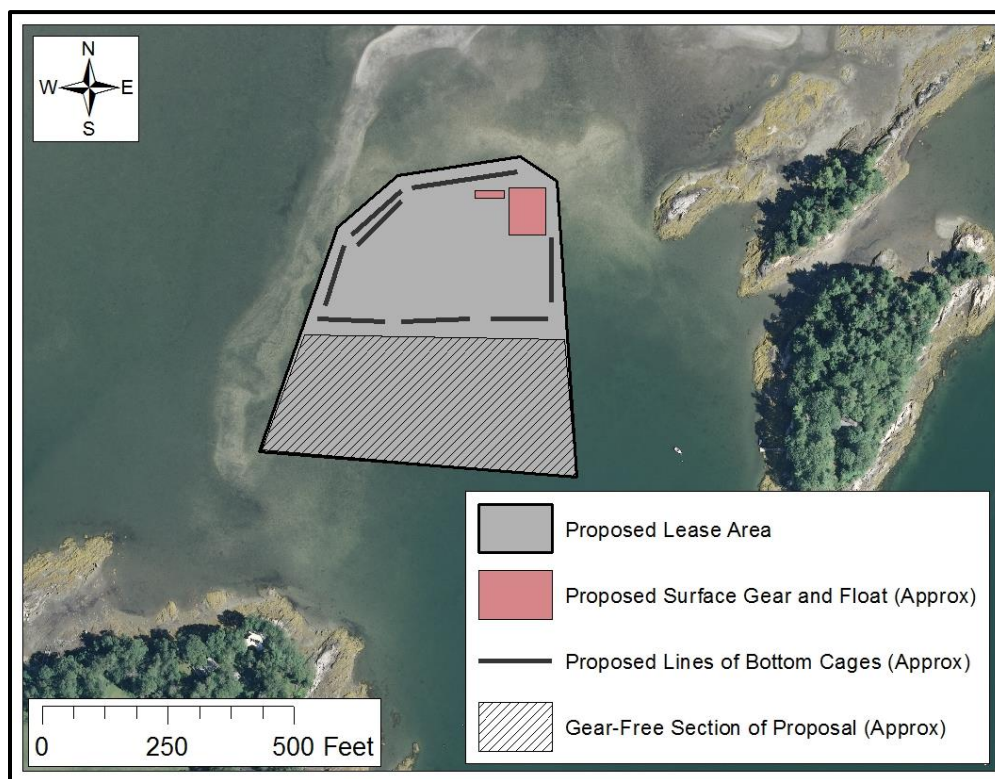 N
W E
S
Proposed Lease Area
Proposed Surface Gear and Float (Approx)
Proposed Lines of Bottom Cages (Approx)
Gear-Free Section of Proposal (Approx)
0 250 500 Feet